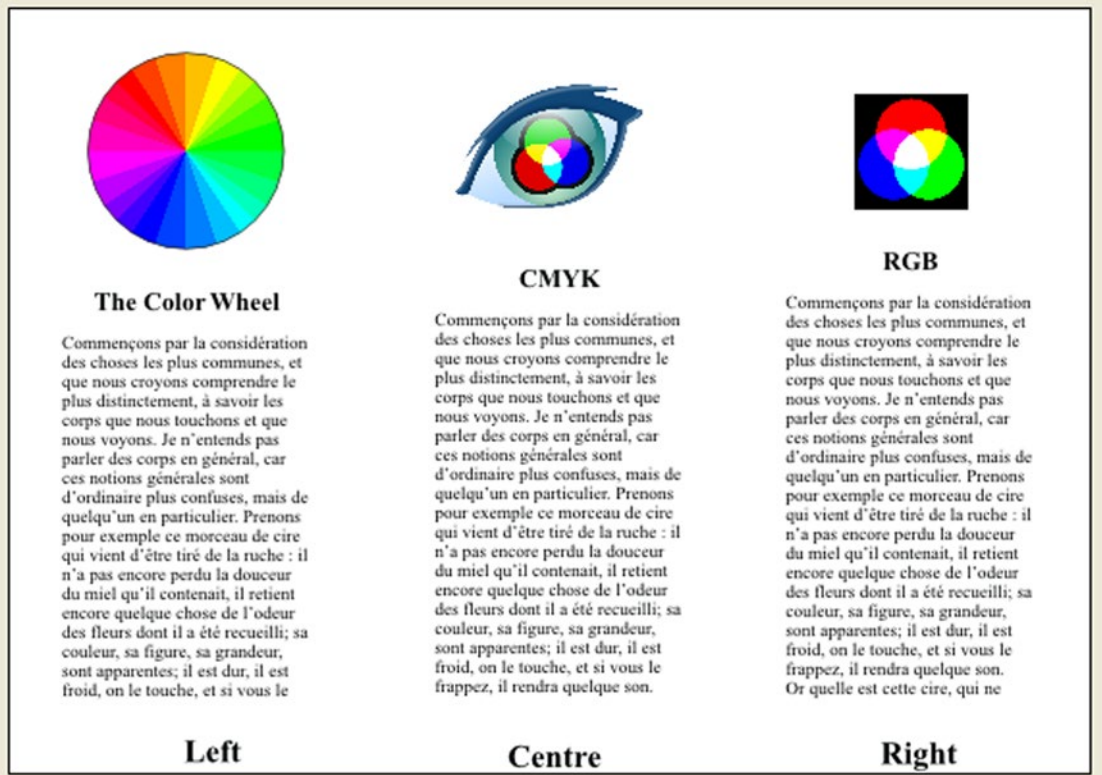 The Color Wheel
Commençons par la considération
des choses les plus communes, et
que nous croyons comprendre le
plus distinctement, à savoir les
corps que nous touchons et que
nous voyons. Je n'entends pas
parler des corps en général, car
ces notions générales sont
d'ordinaire plus confuses, mais de
quelqu'un en particulier. Prenons
pour exemple ce morceau de cire
qui vient d'être tiré de la ruche : il
n'a pas encore perdu la douceur
du miel qu'il contenait, il retient
encore quelque chose de l'odeur
des fleurs dont il a été recueilli; sa
couleur, sa figure, sa grandeur,
sont apparentes; il est dur, il est
froid, on le touche, et si vous le
Left
CMYK
Commençons par la considération
des choses les plus communes, et
que nous croyons comprendre le
plus distinctement, à savoir les
corps que nous touchons et que
nous voyons. Je n'entends pas
parler des corps en général, car
ces notions générales sont
d'ordinaire plus confuses, mais de
quelqu'un en particulier. Prenons
pour exemple ce morceau de cire
qui vient d'être tiré de la ruche : il
n'a pas encore perdu la douceur
du miel qu'il contenait, il retient
encore quelque chose de l'odeur
des fleurs dont il a été recueilli; sa
couleur, sa figure, sa grandeur,
sont apparentes; il est dur, il est
froid, on le touche, et si vous le
frappez, il rendra quelque son.
Centre
RGB
Commençons par la considération
des choses les plus communes, et
que nous croyons comprendre le
plus distinctement, à savoir les
corps que nous touchons et que
nous voyons. Je n'entends pas
parler des corps en général, car
ces notions générales sont
d'ordinaire plus confuses, mais de
quelqu'un en particulier. Prenons
pour exemple ce morceau de cire
qui vient d'être tiré de la ruche : il
n'a pas encore perdu la douceur
du miel qu'il contenait, il retient
encore quelque chose de l'odeur
des fleurs dont il a été recueilli; sa
couleur, sa figure, sa grandeur,
sont apparentes; il est dur, il est
froid, on le touche, et si vous le
frappez, il rendra quelque son.
Or quelle est cette cire, qui ne
Right